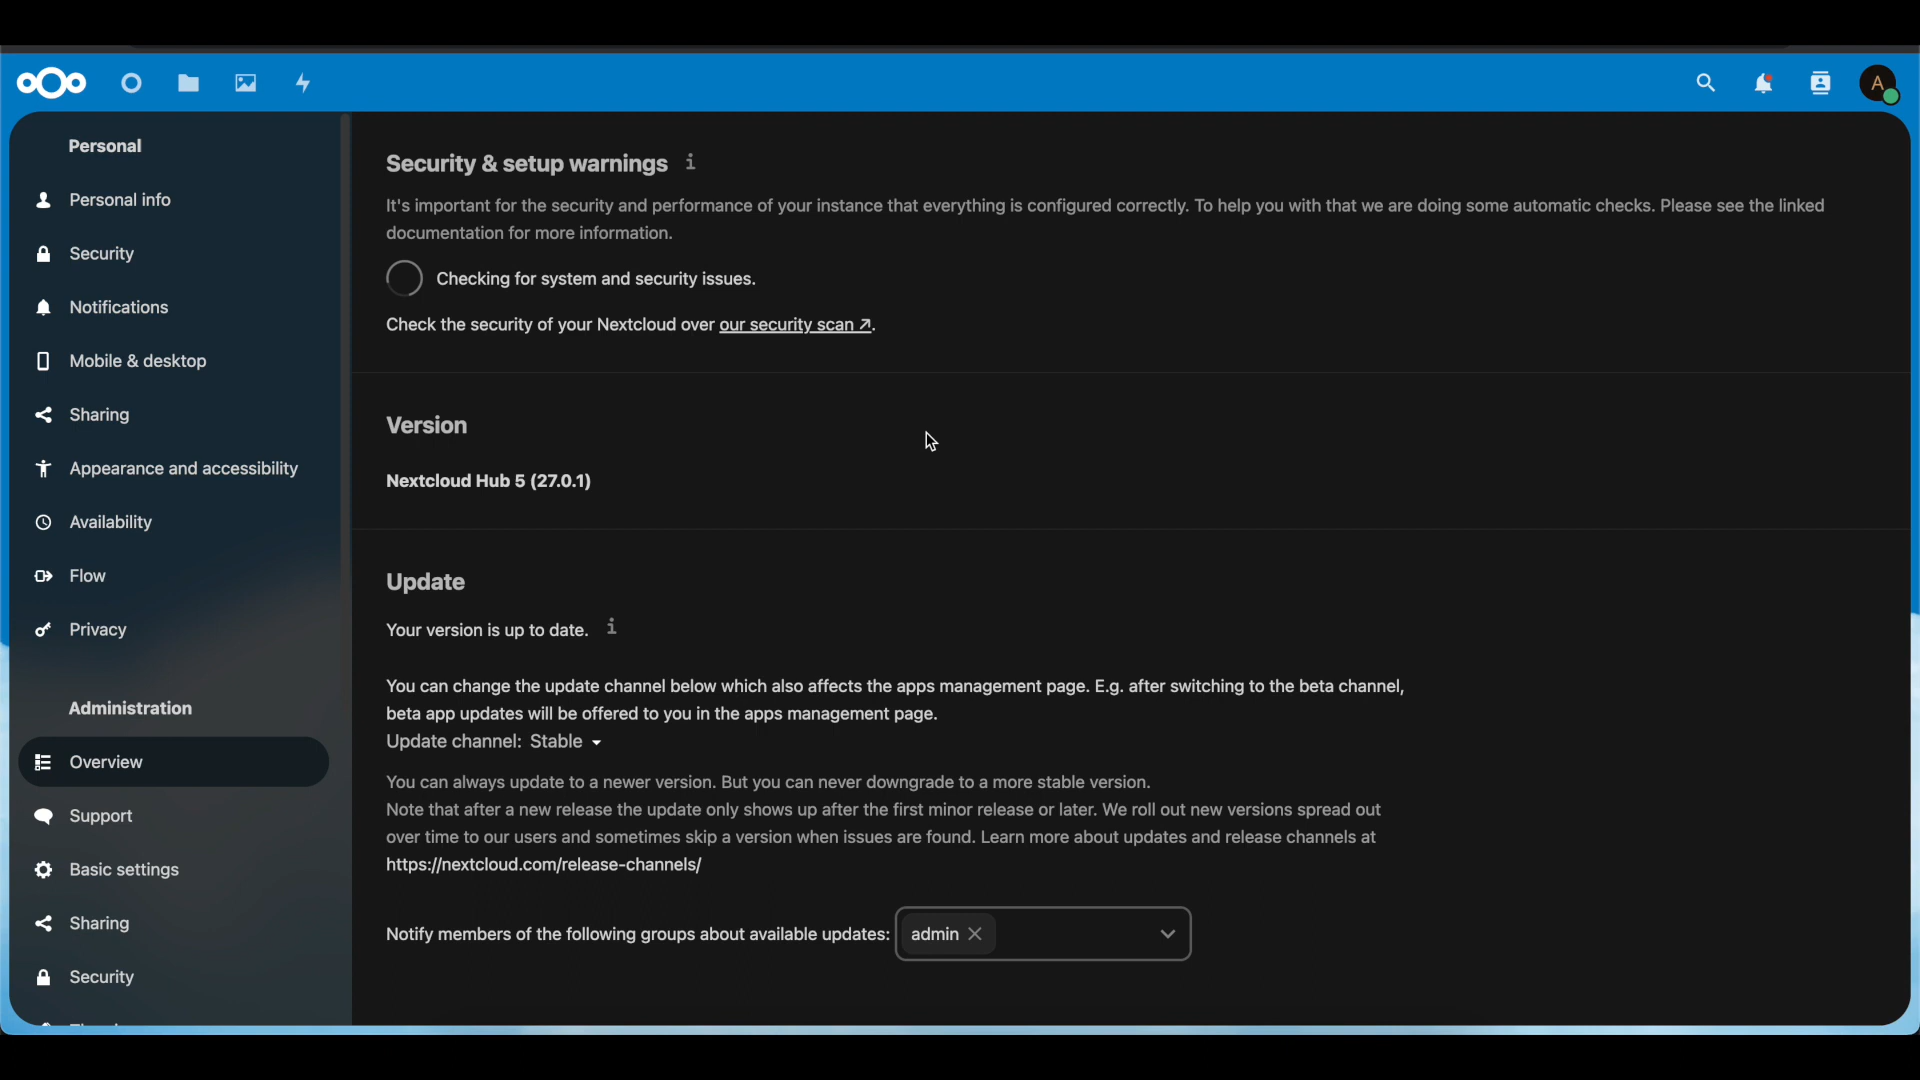 A
Personal
Personal info
Security
Notifications
Mobile & desktop
Sharing
Appearance and accessibility
Availability
Flow
Privacy
Administration
Overview
Support
Basic settings
Sharing
Security
Security & setup warnings
It's important for the security and performance of your instance that everything is configured correctly. To help you with that we are doing some automatic checks. Please see the linked
documentation for more information.
Checking for system and security issues.
Check the security of your Nextcloud over our security scan ↗.
Version
Nextcloud Hub 5 (27.0.1)
Update
Your version is up to date.
You can change the update channel below which also affects the apps management page. E.g. after switching to the beta channel,
beta app updates will be offered to you in the apps management page.
Update channel: Stable
You can always update to a newer version. But you can never downgrade to a more stable version.
Note that after a new release the update only shows up after the first minor release or later. We roll out new versions spread out
over time to our users and sometimes skip a version when issues are found. Learn more about updates and release channels at
https://nextcloud.com/release-channels/
Notify members of the following groups about available updates: admin